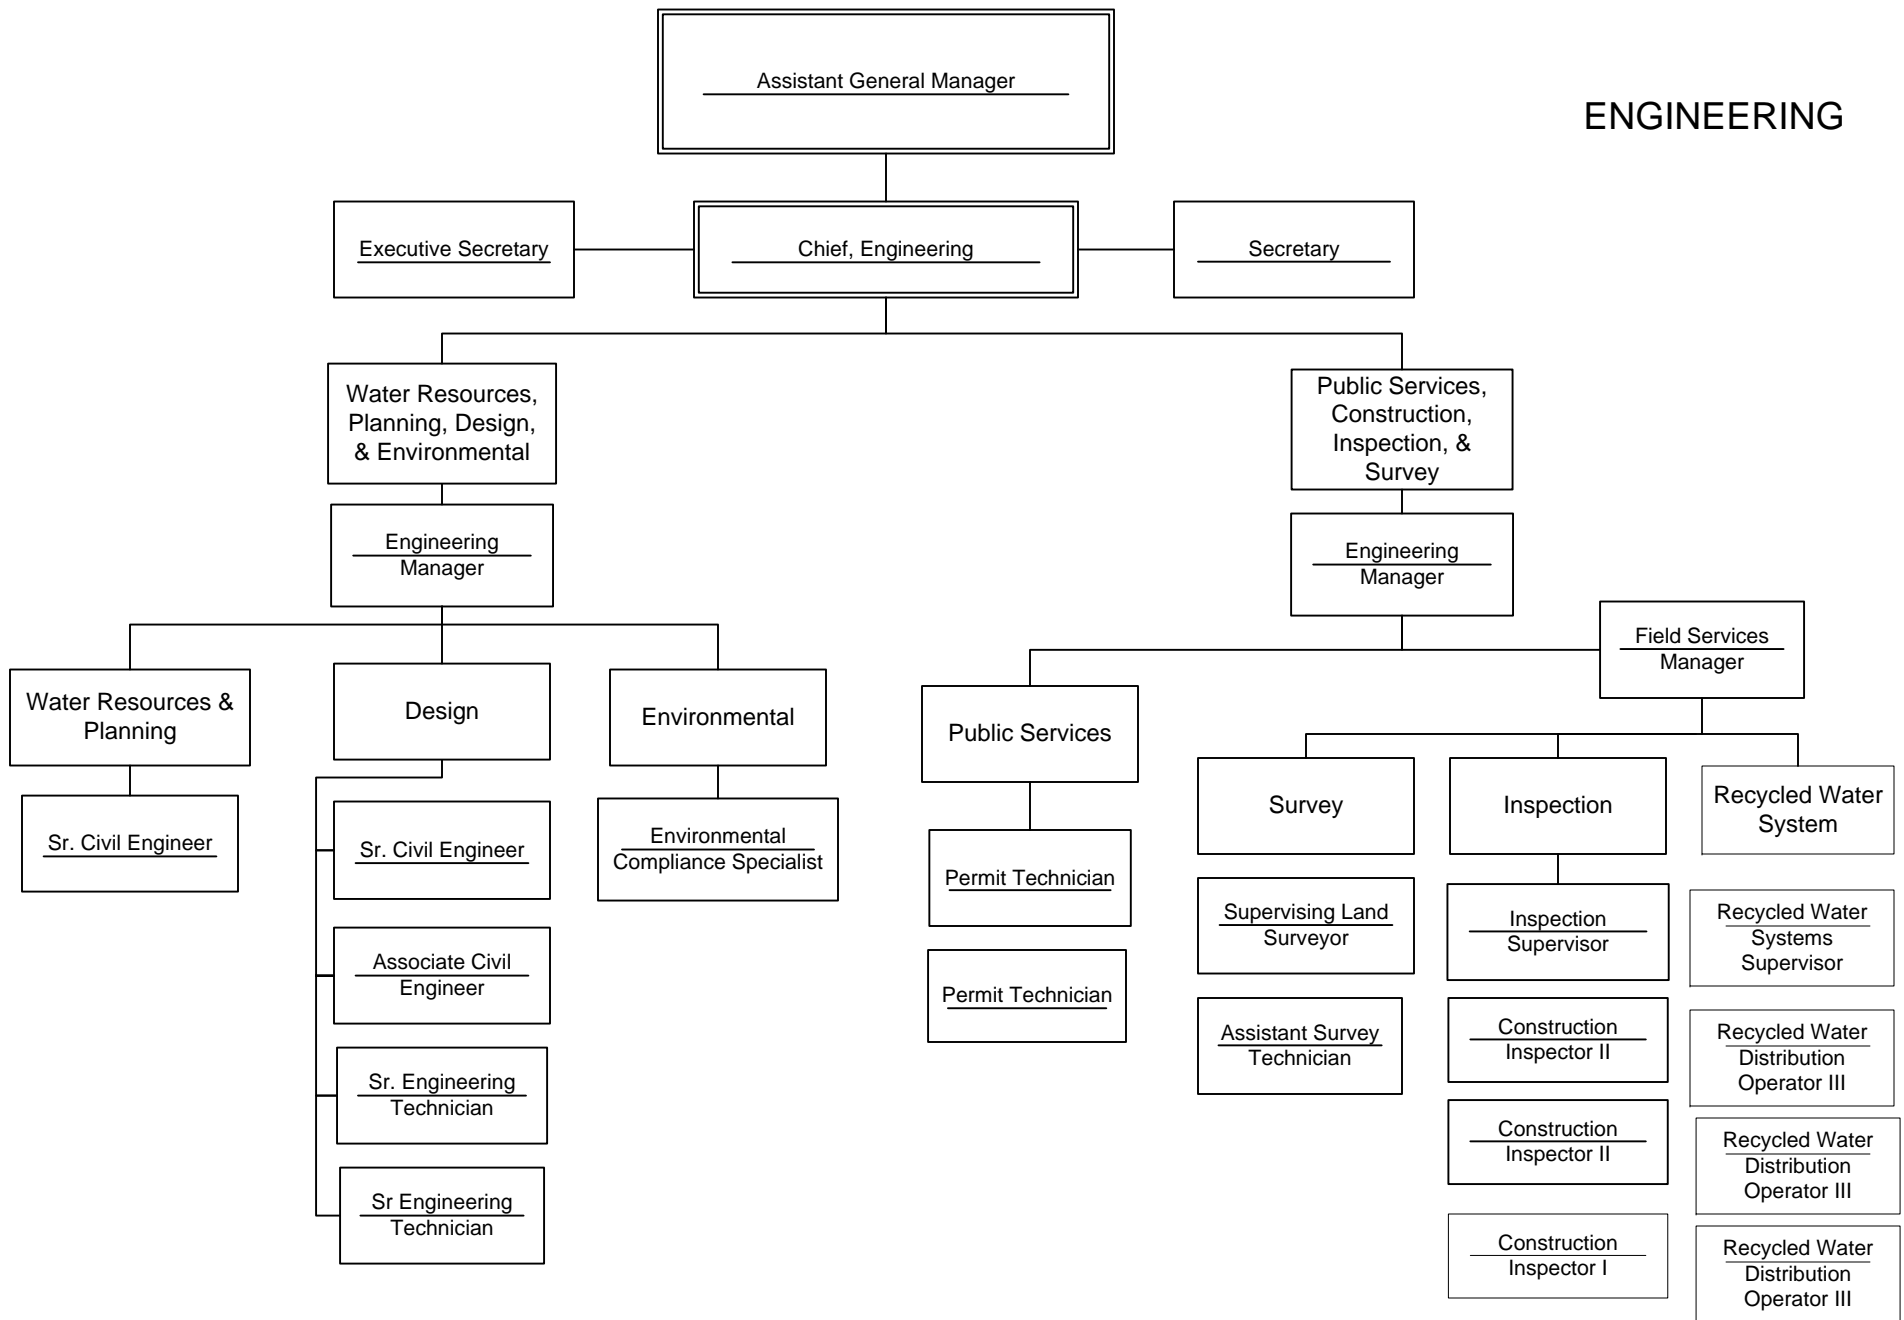 Assistant General Manager
ENGINEERING
Executive Secretary
Chief, Engineering
Secretary
Water Resources,
Planning, Design,
& Environmental
Public Services,
Construction,
Inspection, &
Survey
Engineering
Manager
Engineering
Manager
Field Services
Manager
Water Resources &
Planning
Design
Environmental
Public Services
Survey
Inspection
Recycled Water
System
Sr. Civil Engineer
Sr. Civil Engineer
Associate Civil
Engineer
Sr. Engineering
Technician
Sr Engineering
Technician
Environmental
Compliance Specialist
Permit Technician
Permit Technician
Supervising Land
Surveyor
Assistant Survey
Technician
Inspection
Supervisor
Construction
Inspector II
Construction
Inspector II
Construction
Inspector I
Recycled Water
Systems
Supervisor
Recycled Water
Distribution
Operator III
Recycled Water
Distribution
Operator III
Recycled Water
Distribution
Operator III